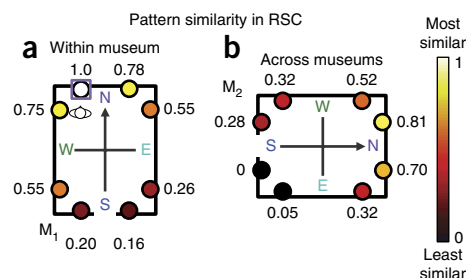 Pattern similarity in RSC
a
Within museum
1.0 0.78
0.75 N 0.55
W E
0.55 S 0.26
M1
0.20 0.16
b
Across museums
M2
0.32 0.52
0.28 W 0.81
S N
0 E 0.70
0.05 0.32
Most
similar
1
0
Least
similar